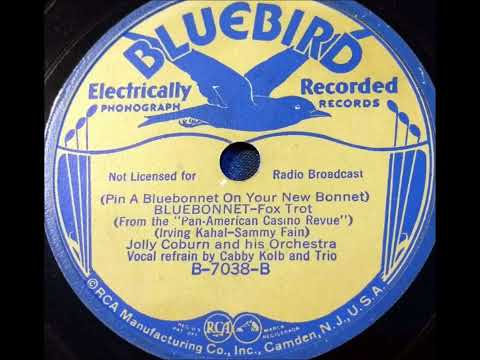 BLUEBIRD
Electrically Recorded
PHONOGRAPH RECORDS
Not Licensed for Radio Broadcast
(Pin A Bluebonnet On Your New Bonnet)
BLUEBONNET-Fox Trot
(From the "Pan-American Casino Revue")
(Irving Kahal-Sammy Fain)
Jolly Coburn and his Orchestra
Vocal refrain by Cabby Kolb and Trio
B-7038-B
RCA
©RCA Manufacturing Co., Inc., Camden, N.J., U.S.A.